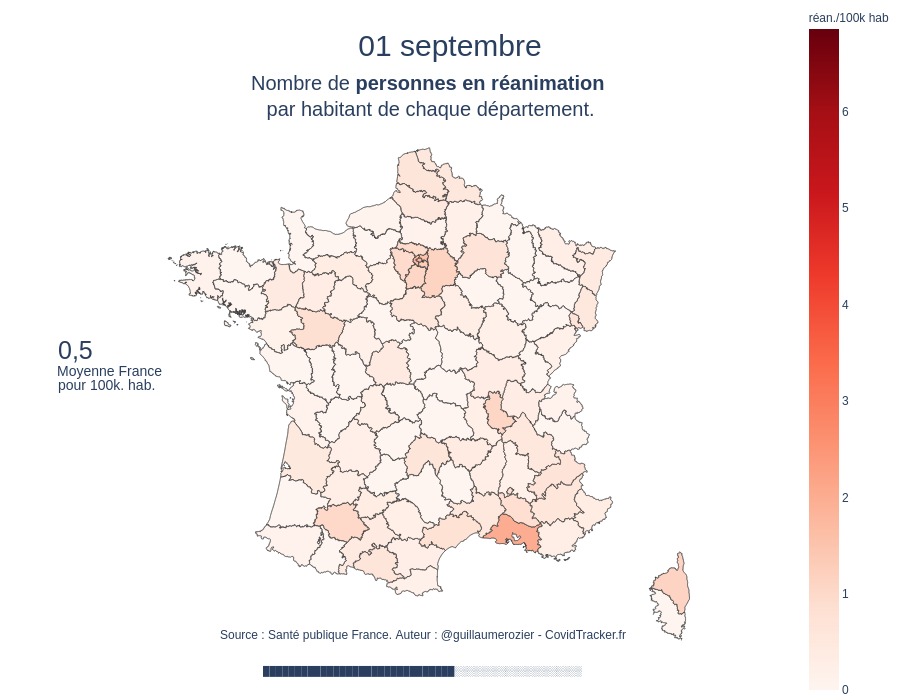 réan./100k hab
01 septembre
Nombre de personnes en réanimation
par habitant de chaque département.
6
5
4
3
2
1
0
0,5
Moyenne France
pour 100k. hab.
Source : Santé publique France. Auteur : @guillaumerozier - CovidTracker.fr